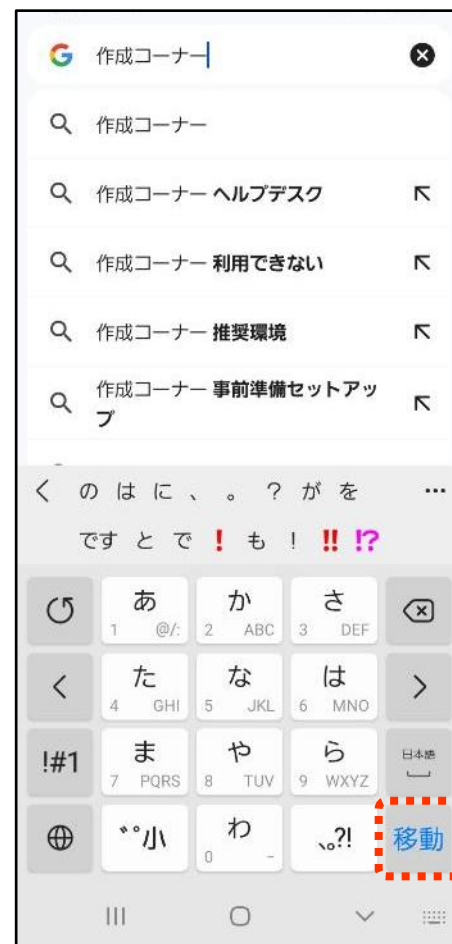 作成コーナー
作成コーナー
作成コーナー ヘルプデスク
作成コーナー 利用できない
作成コーナー 推奨環境
作成コーナー 事前準備セットアッ
プ
の は に 、 。 ? が を ...
です と で ! も ! !! !?
あ か さ
1 @/: 2 ABC 3 DEF
た な は
4 GHI 5 JKL 6 MNO
!#1 ま や ら 日本語
7 PQRS 8 TUV 9 WXYZ
゛゜小 わ 、。?! 移動
0 -